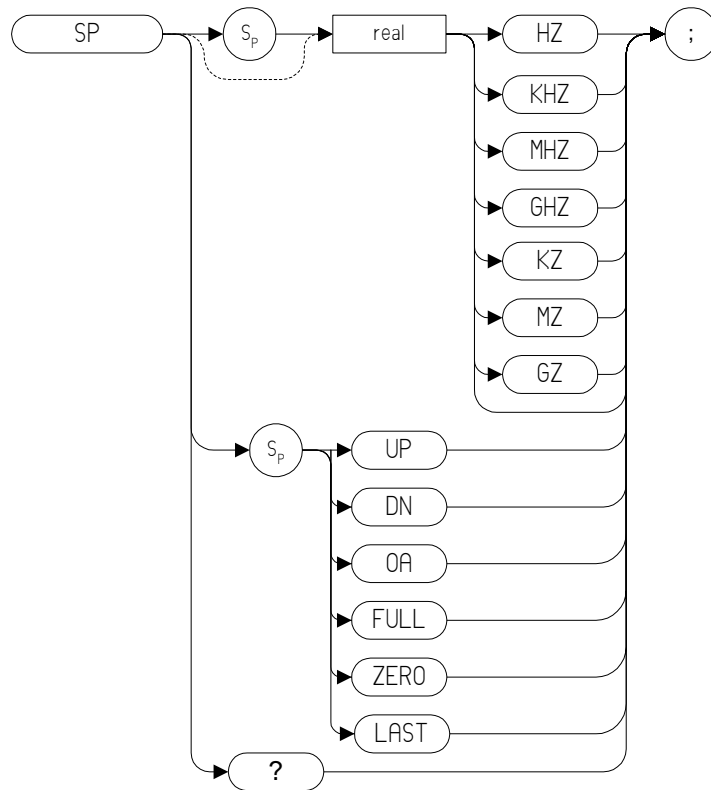 SP Sp real HZ ;
KHZ
MHZ
GHZ
KZ
MZ
GZ
Sp UP
DN
OA
FULL
ZERO
LAST
?